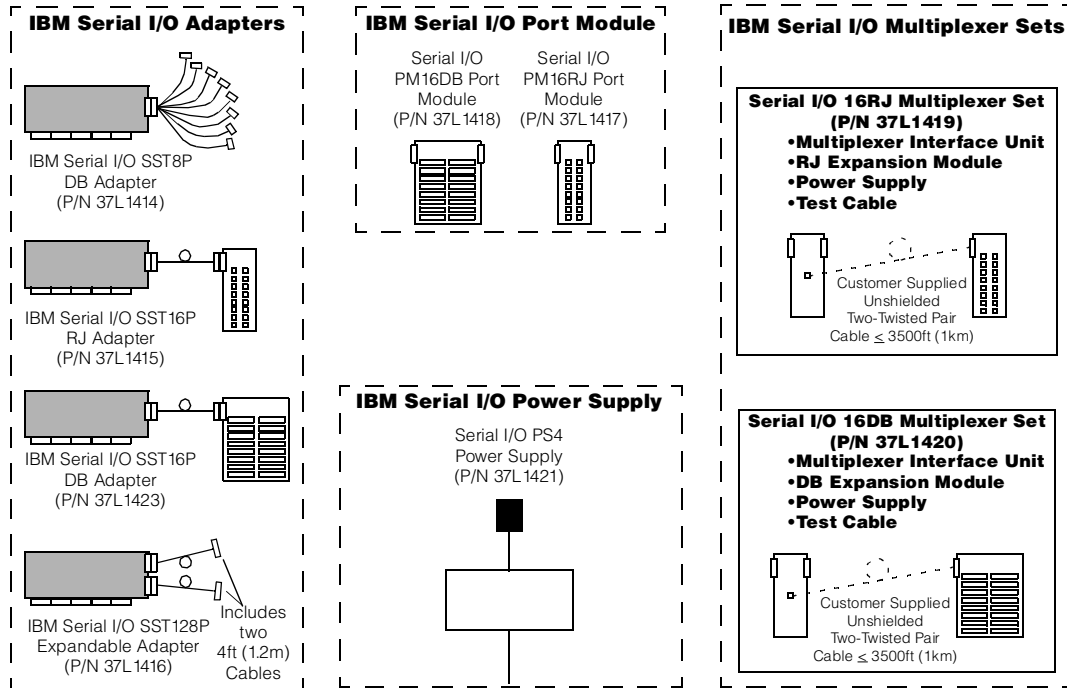 IBM Serial I/O Adapters
IBM Serial I/O SST8P
DB Adapter
(P/N 37L1414)
IBM Serial I/O SST16P
RJ Adapter
(P/N 37L1415)
IBM Serial I/O SST16P
DB Adapter
(P/N 37L1423)
IBM Serial I/O SST128P
Expandable Adapter
(P/N 37L1416)
Includes
two
4ft (1.2m)
Cables
IBM Serial I/O Port Module
Serial I/O
PM16DB Port
Module
(P/N 37L1418)
Serial I/O
PM16RJ Port
Module
(P/N 37L1417)
IBM Serial I/O Power Supply
Serial I/O PS4
Power Supply
(P/N 37L1421)
IBM Serial I/O Multiplexer Sets
Serial I/O 16RJ Multiplexer Set
(P/N 37L1419)
•Multiplexer Interface Unit
•RJ Expansion Module
•Power Supply
•Test Cable
Customer Supplied
Unshielded
Two-Twisted Pair
Cable ≤ 3500ft (1km)
Serial I/O 16DB Multiplexer Set
(P/N 37L1420)
•Multiplexer Interface Unit
•DB Expansion Module
•Power Supply
•Test Cable
Customer Supplied
Unshielded
Two-Twisted Pair
Cable ≤ 3500ft (1km)